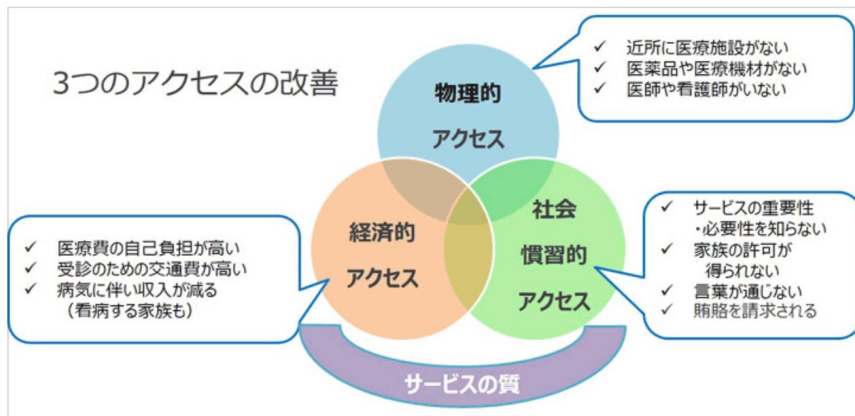 3つのアクセスの改善
物理的
アクセス
✓ 近所に医療施設がない
✓ 医薬品や医療機材がない
✓ 医師や看護師がいない
経済的
アクセス
✓ 医療費の自己負担が高い
✓ 受診のための交通費が高い
✓ 病気に伴い収入が減る
(看病する家族も)
社会
慣習的
アクセス
✓ サービスの重要性
・必要性を知らない
✓ 家族の許可が
得られない
✓ 言葉が通じない
✓ 賄賂を請求される
サービスの質